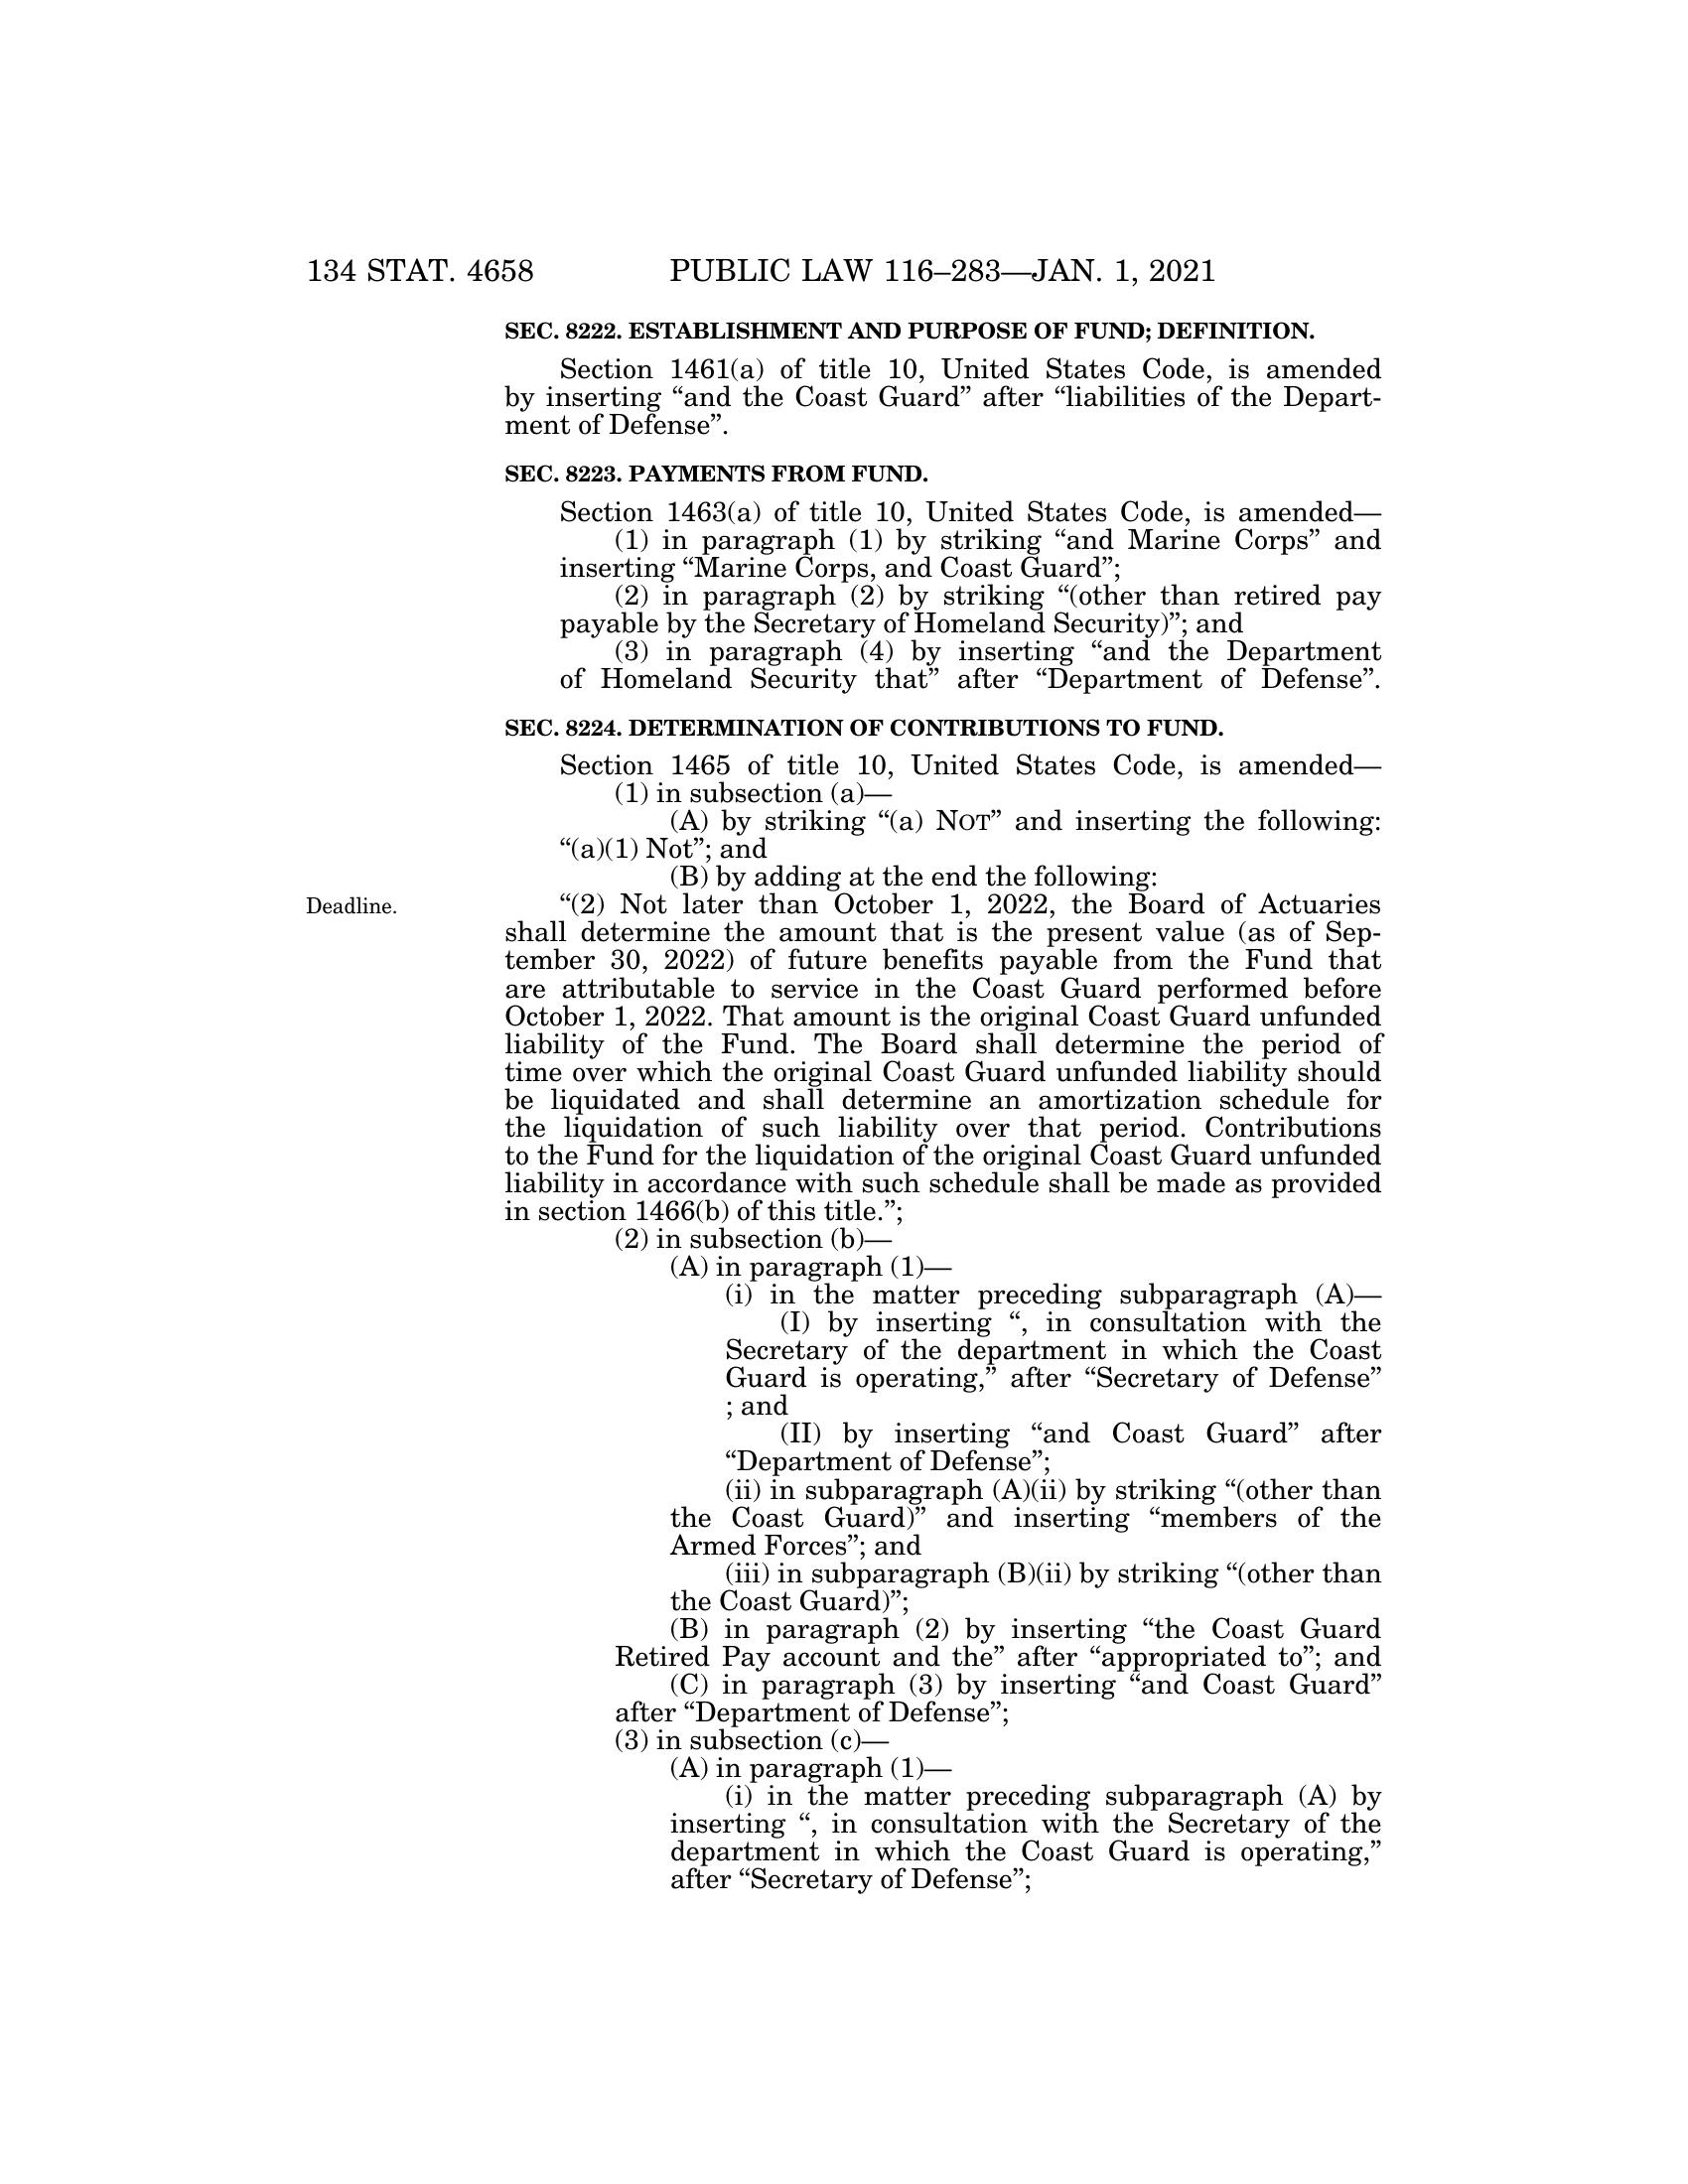 134 STAT. 4658 PUBLIC LAW 116–283—JAN. 1, 2021
SEC. 8222. ESTABLISHMENT AND PURPOSE OF FUND; DEFINITION.
Section 1461(a) of title 10, United States Code, is amended
by inserting “and the Coast Guard” after “liabilities of the Depart-
ment of Defense”.
SEC. 8223. PAYMENTS FROM FUND.
Section 1463(a) of title 10, United States Code, is amended—
(1) in paragraph (1) by striking “and Marine Corps” and
inserting “Marine Corps, and Coast Guard”;
(2) in paragraph (2) by striking “(other than retired pay
payable by the Secretary of Homeland Security)”; and
(3) in paragraph (4) by inserting “and the Department
of Homeland Security that” after “Department of Defense”.
SEC. 8224. DETERMINATION OF CONTRIBUTIONS TO FUND.
Section 1465 of title 10, United States Code, is amended—
(1) in subsection (a)—
(A) by striking “(a) NOT” and inserting the following:
“(a)(1) Not”; and
(B) by adding at the end the following:
Deadline.
“(2) Not later than October 1, 2022, the Board of Actuaries
shall determine the amount that is the present value (as of Sep-
tember 30, 2022) of future benefits payable from the Fund that
are attributable to service in the Coast Guard performed before
October 1, 2022. That amount is the original Coast Guard unfunded
liability of the Fund. The Board shall determine the period of
time over which the original Coast Guard unfunded liability should
be liquidated and shall determine an amortization schedule for
the liquidation of such liability over that period. Contributions
to the Fund for the liquidation of the original Coast Guard unfunded
liability in accordance with such schedule shall be made as provided
in section 1466(b) of this title.”;
(2) in subsection (b)—
(A) in paragraph (1)—
(i) in the matter preceding subparagraph (A)—
(I) by inserting “, in consultation with the
Secretary of the department in which the Coast
Guard is operating,” after “Secretary of Defense”
; and
(II) by inserting “and Coast Guard” after
“Department of Defense”;
(ii) in subparagraph (A)(ii) by striking “(other than
the Coast Guard)” and inserting “members of the
Armed Forces”; and
(iii) in subparagraph (B)(ii) by striking “(other than
the Coast Guard)”;
(B) in paragraph (2) by inserting “the Coast Guard
Retired Pay account and the” after “appropriated to”; and
(C) in paragraph (3) by inserting “and Coast Guard”
after “Department of Defense”;
(3) in subsection (c)—
(A) in paragraph (1)—
(i) in the matter preceding subparagraph (A) by
inserting “, in consultation with the Secretary of the
department in which the Coast Guard is operating,”
after “Secretary of Defense”;